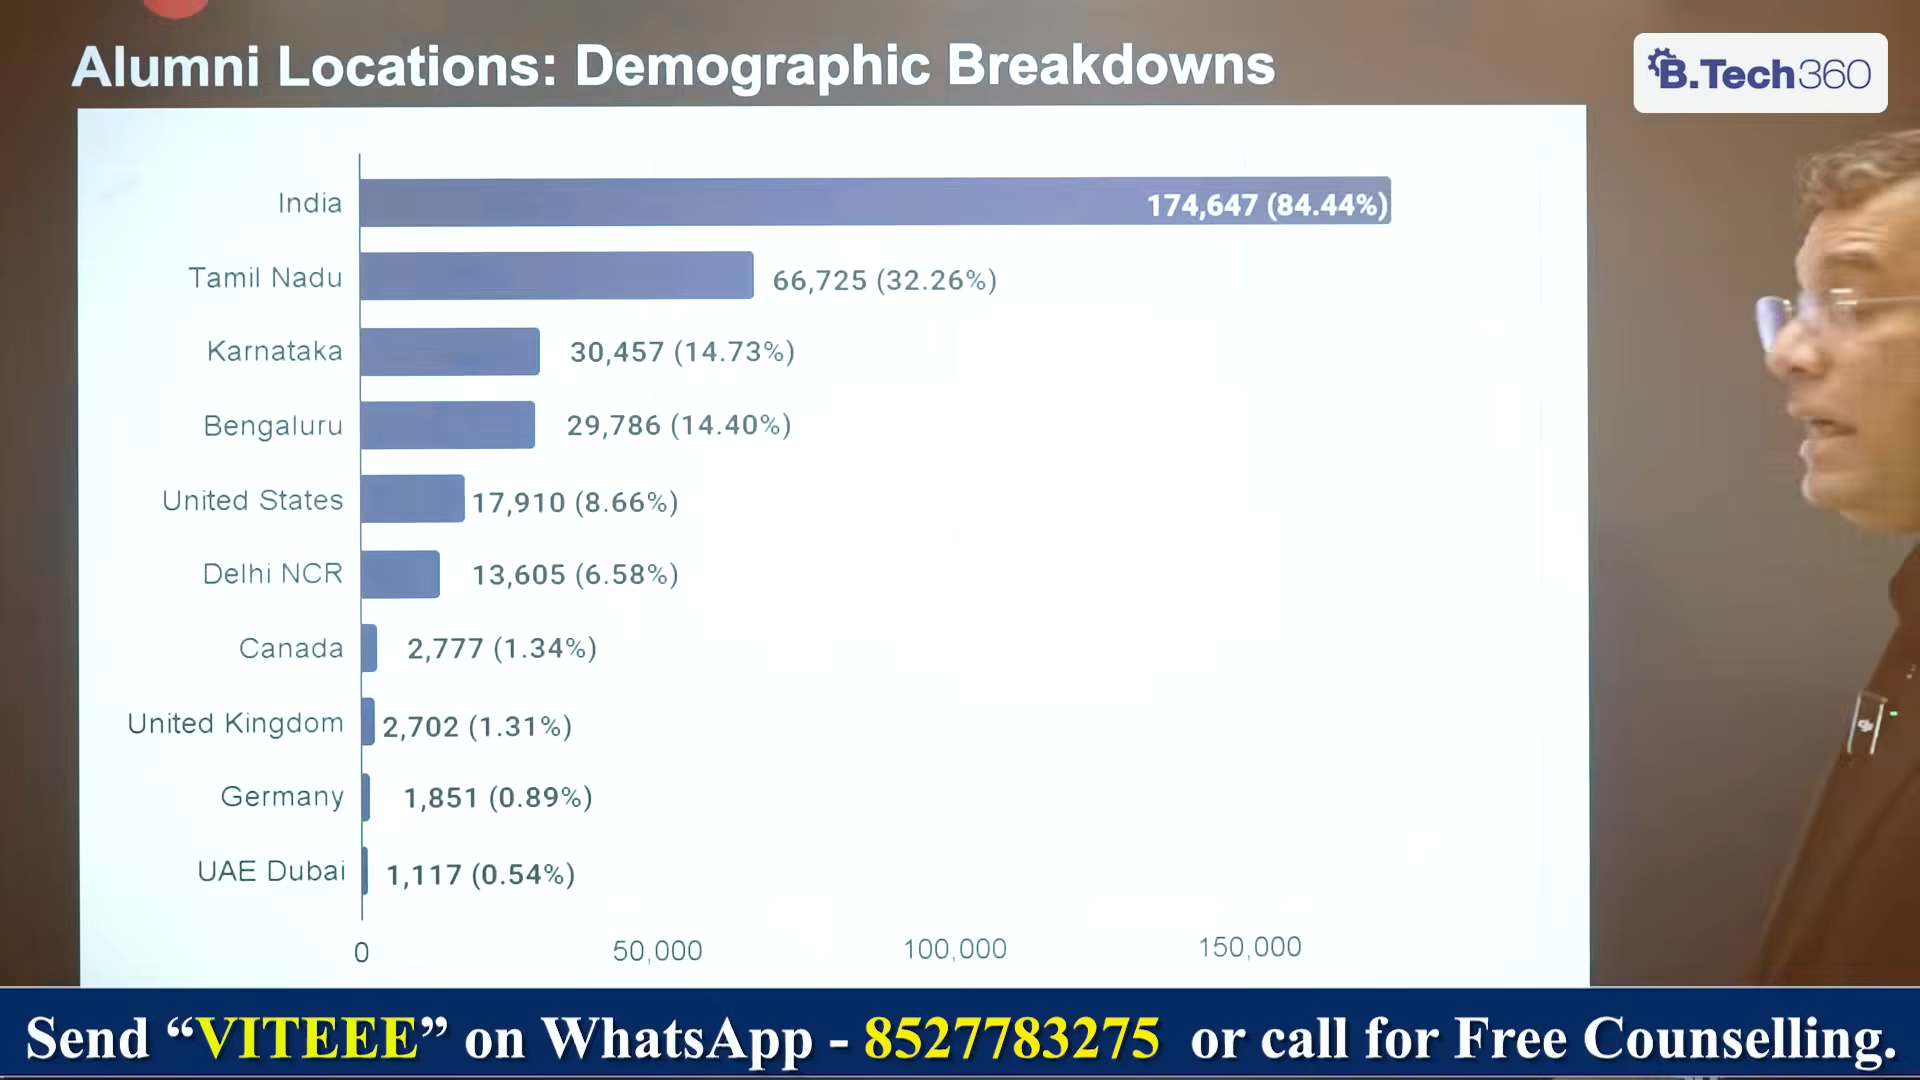 Alumni Locations: Demographic Breakdowns
B.Tech360
India 174,647 (84.44%)
Tamil Nadu 66,725 (32.26%)
Karnataka 30,457 (14.73%)
Bengaluru 29,786 (14.40%)
United States 17,910 (8.66%)
Delhi NCR 13,605 (6.58%)
Canada 2,777 (1.34%)
United Kingdom 2,702 (1.31%)
Germany 1,851 (0.89%)
UAE Dubai 1,117 (0.54%)
0 50,000 100,000 150,000
Send “VITEEE” on WhatsApp - 8527783275 or call for Free Counselling.